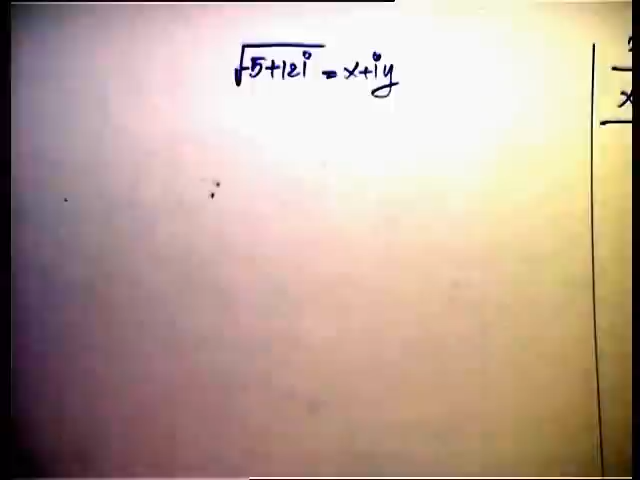 √-5+12i = x+iy
x